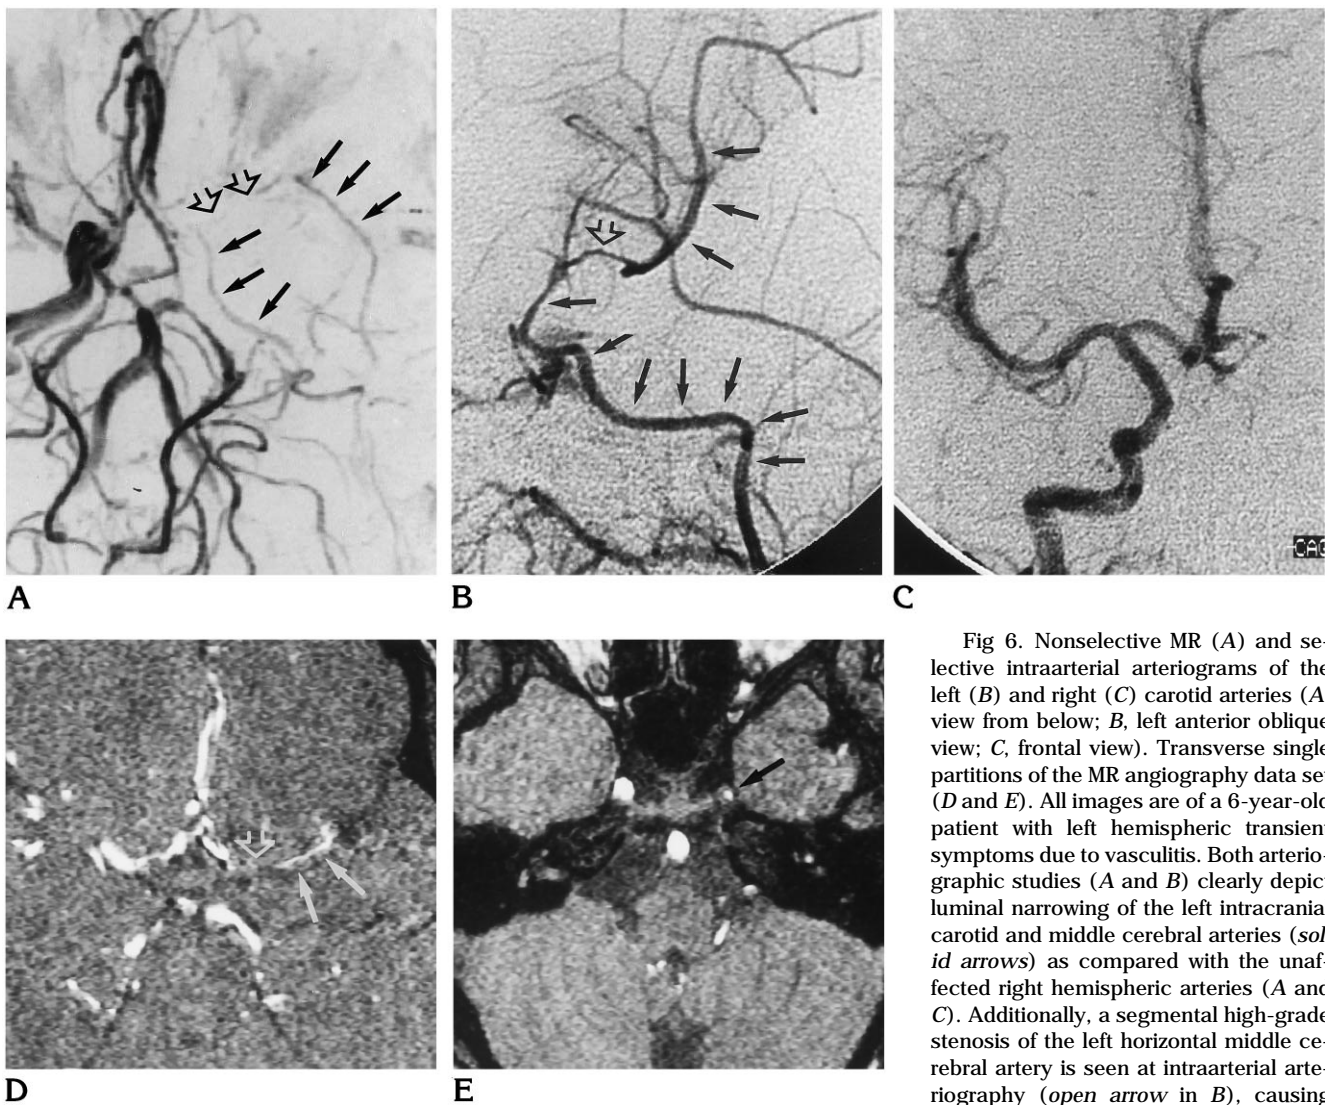 A
B
CAG
C
D
E
Fig 6. Nonselective MR (A) and se-
lective intraarterial arteriograms of the
left (B) and right (C) carotid arteries (A
view from below; B, left anterior oblique
view; C, frontal view). Transverse single
partitions of the MR angiography data se
(D and E). All images are of a 6-year-old
patient with left hemispheric transient
symptoms due to vasculitis. Both arterio-
graphic studies (A and B) clearly depic
luminal narrowing of the left intracrania
carotid and middle cerebral arteries (sol
id arrows) as compared with the unaf-
fected right hemispheric arteries (A and
C). Additionally, a segmental high-grade
stenosis of the left horizontal middle ce-
rebral artery is seen at intraarterial arte-
riography (open arrow in B), causing